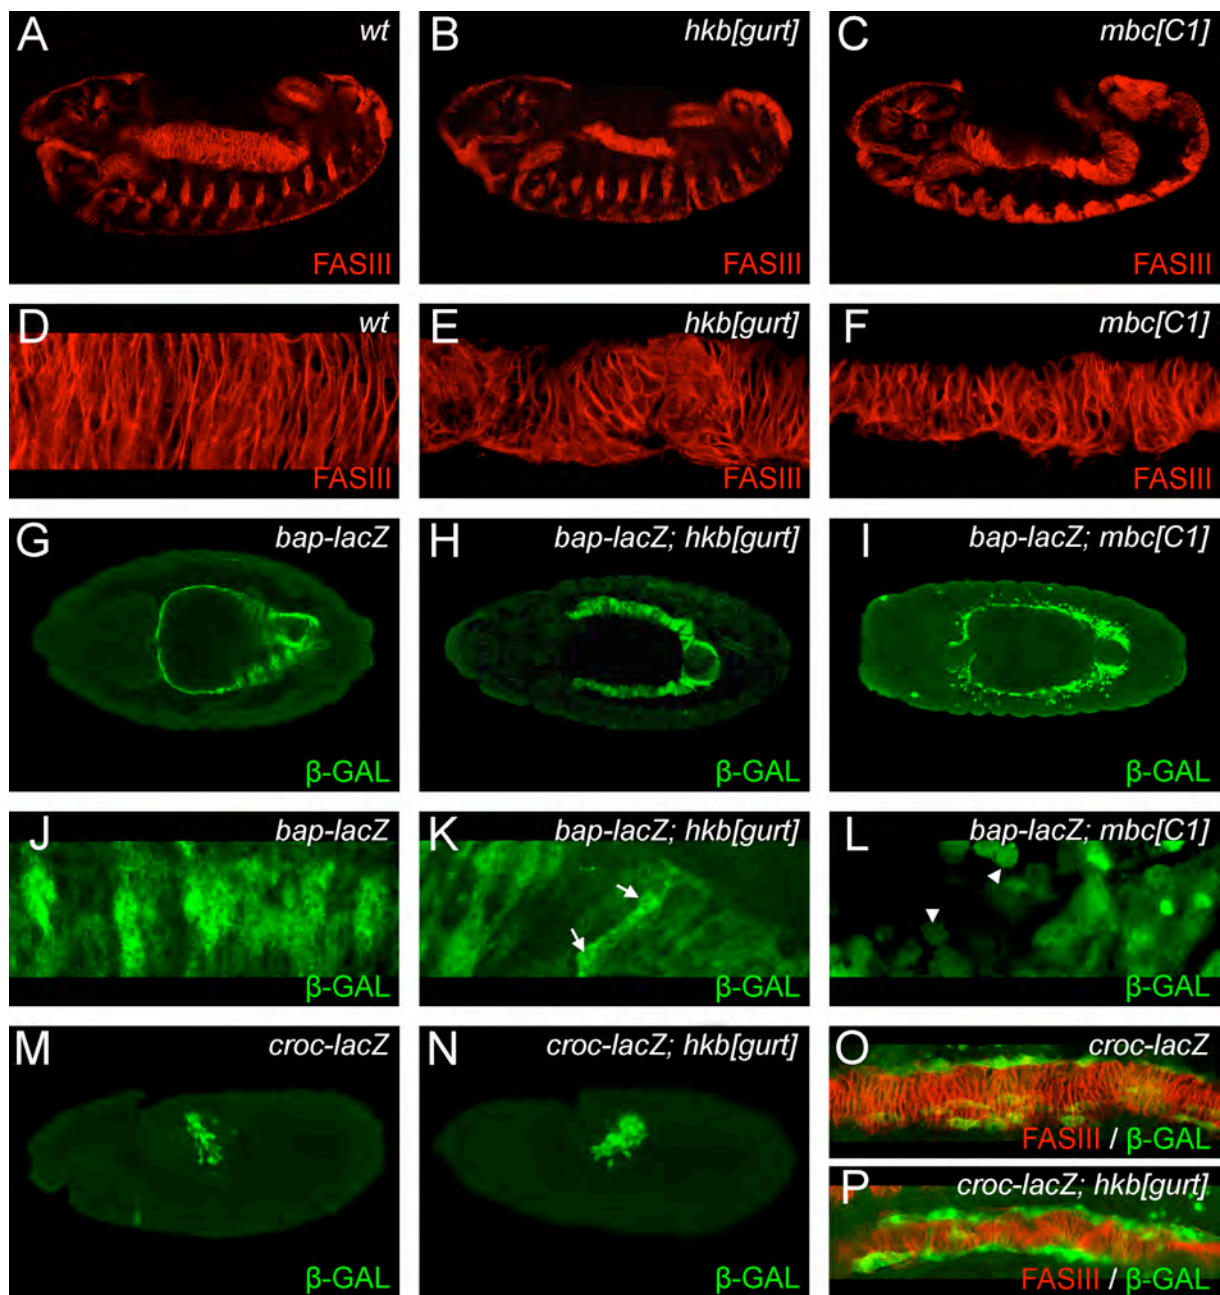 A wt FASIII
B hkb[gurt] FASIII
C mbc[C1] FASIII
D wt FASIII
E hkb[gurt] FASIII
F mbc[C1] FASIII
G bap-lacZ β-GAL
H bap-lacZ; hkb[gurt] β-GAL
I bap-lacZ; mbc[C1] β-GAL
J bap-lacZ β-GAL
K bap-lacZ; hkb[gurt] β-GAL
L bap-lacZ; mbc[C1] β-GAL
M croc-lacZ β-GAL
N croc-lacZ; hkb[gurt] β-GAL
O croc-lacZ FASIII / β-GAL
P croc-lacZ; hkb[gurt] FASIII / β-GAL